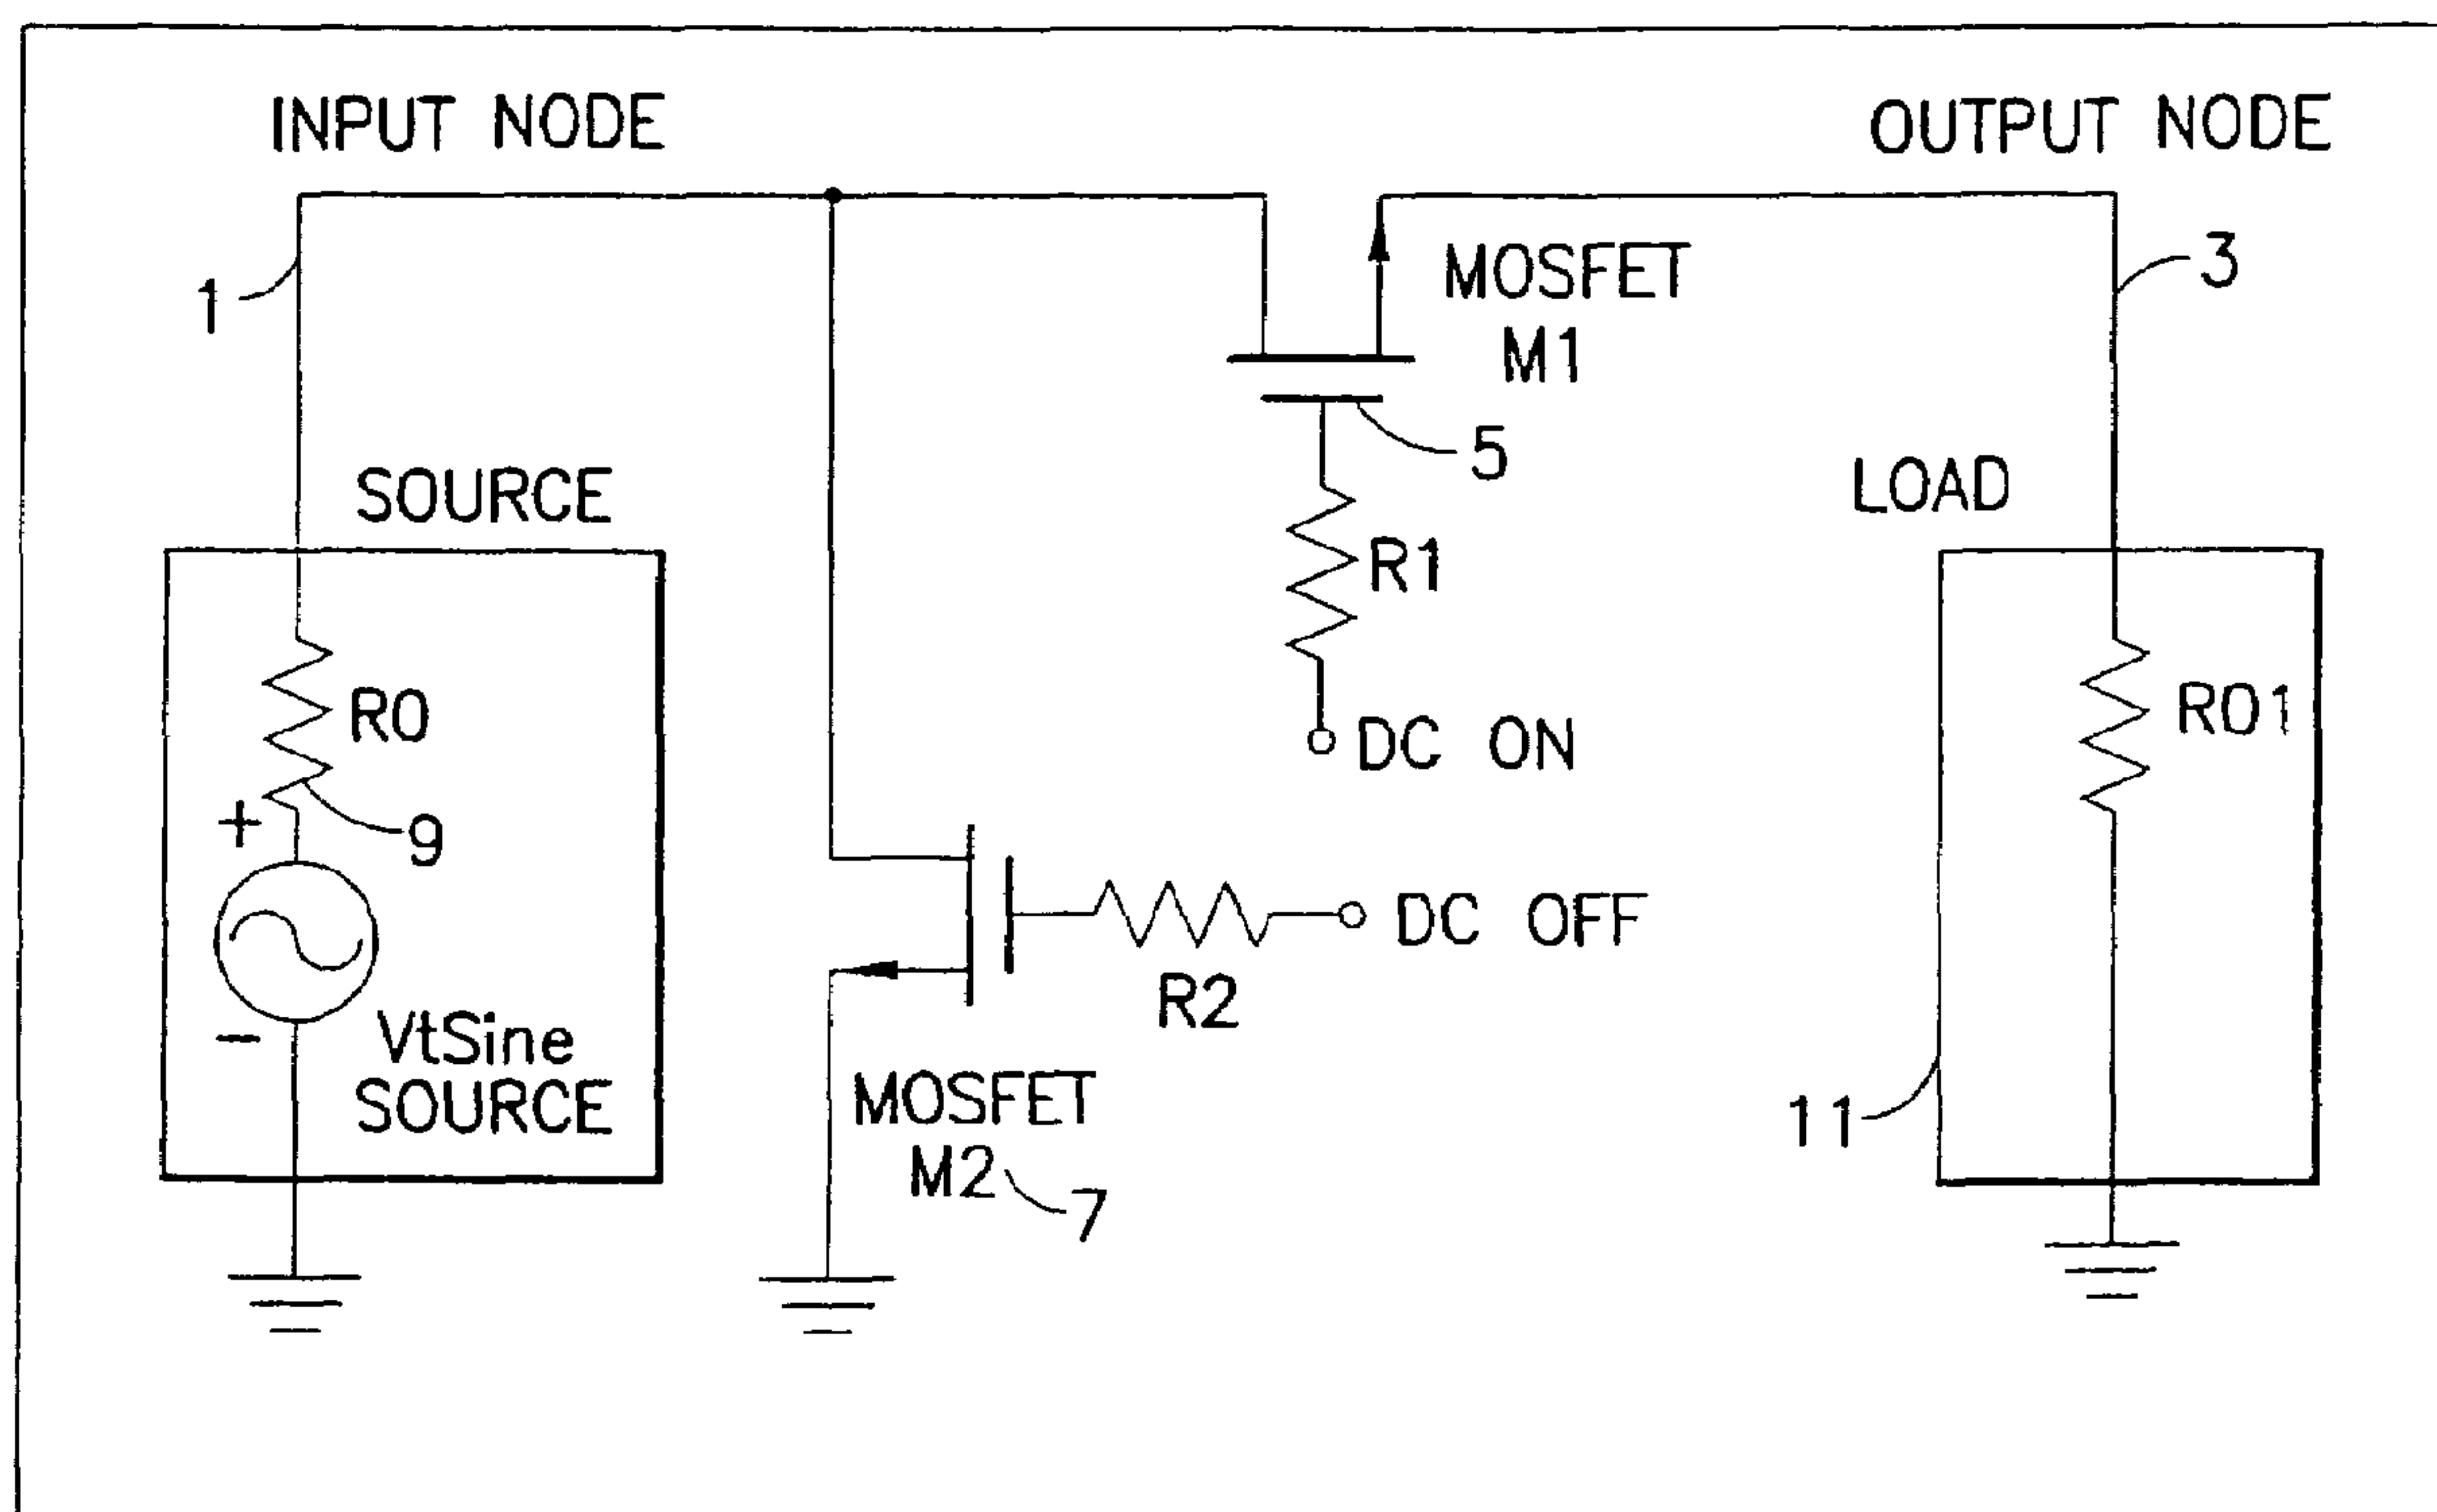 INPUT NODE
OUTPUT NODE
1
3
MOSFET
M1
5
SOURCE
LOAD
R1
R0
R01
DC ON
+
9
DC OFF
R2
-
VtSine
SOURCE
MOSFET
M2
7
11